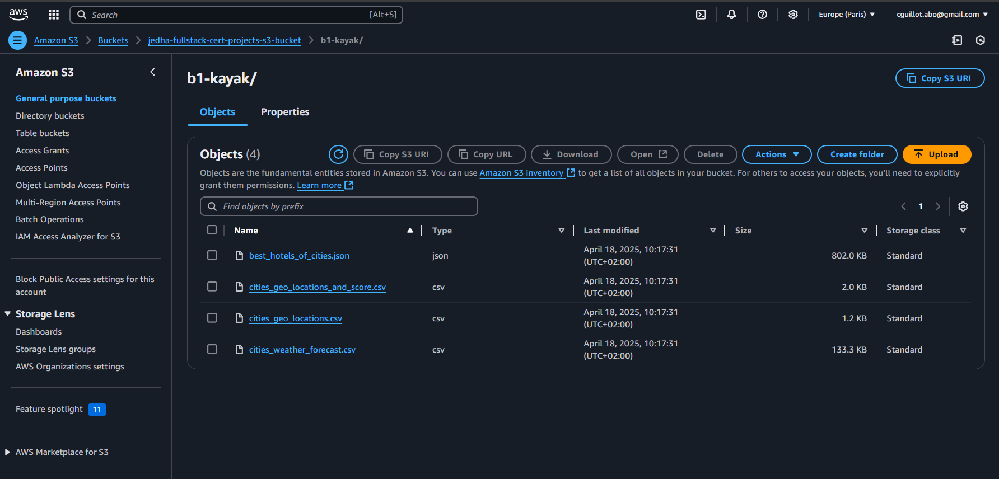 aws
Search [Alt+S]
Europe (Paris)
cguillot.abo@gmail.com
Amazon S3
Buckets
jedha-fullstack-cert-projects-s3-bucket
b1-kayak/
Amazon S3
General purpose buckets
Directory buckets
Table buckets
Access Grants
Access Points
Object Lambda Access Points
Multi-Region Access Points
Batch Operations
IAM Access Analyzer for S3
Block Public Access settings for this
account
Storage Lens
Dashboards
Storage Lens groups
AWS Organizations settings
Feature spotlight 11
AWS Marketplace for S3
b1-kayak/
Copy S3 URI
Objects
Properties
Objects (4)
Copy S3 URI
Copy URL
Download
Open
Delete
Actions
Create folder
Upload
Objects are the fundamental entities stored in Amazon S3. You can use Amazon S3 inventory to get a list of all objects in your bucket. For others to access your objects, you’ll need to explicitly
grant them permissions. Learn more
Find objects by prefix
1
Name Type Last modified Size Storage class
best_hotels_of_cities.json json April 18, 2025, 10:17:31 (UTC+02:00) 802.0 KB Standard
cities_geo_locations_and_score.csv csv April 18, 2025, 10:17:31 (UTC+02:00) 2.0 KB Standard
cities_geo_locations.csv csv April 18, 2025, 10:17:31 (UTC+02:00) 1.2 KB Standard
cities_weather_forecast.csv csv April 18, 2025, 10:17:31 (UTC+02:00) 133.3 KB Standard